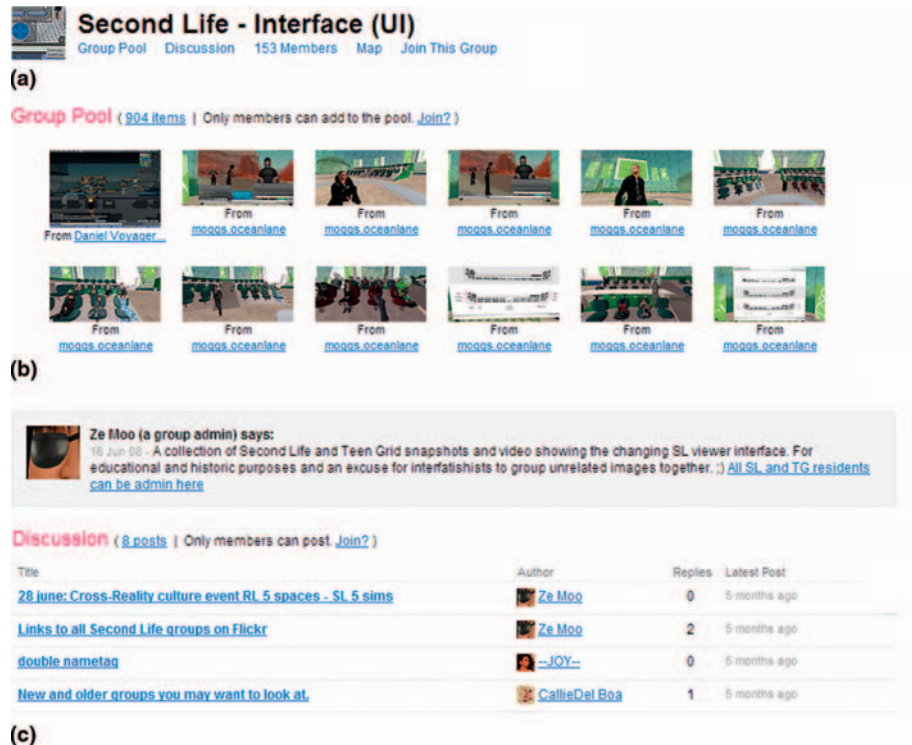 Second Life - Interface (UI)
Group Pool Discussion 153 Members Map Join This Group
(a)
Group Pool ( 904 items | Only members can add to the pool. Join? )
From Daniel Voyager...
From
moggs.oceanlane
From
moggs.oceanlane
From
moggs.oceanlane
From
moggs.oceanlane
From
moggs.oceanlane
From
moggs.oceanlane
From
moggs.oceanlane
From
moggs.oceanlane
From
moggs.oceanlane
From
moggs.oceanlane
From
moggs.oceanlane
(b)
Ze Moo (a group admin) says:
16 Jun 08 - A collection of Second Life and Teen Grid snapshots and video showing the changing SL viewer interface. For
educational and historic purposes and an excuse for interfatishists to group unrelated images together. ;) All SL and TG residents
can be admin here
Discussion ( 8 posts | Only members can post. Join? )
Title Author Replies Latest Post
28 june: Cross-Reality culture event RL 5 spaces - SL 5 sims Ze Moo 0 5 months ago
Links to all Second Life groups on Flickr Ze Moo 2 5 months ago
double nametag --JOY-- 0 5 months ago
New and older groups you may want to look at. CallieDel Boa 1 5 months ago
(c)